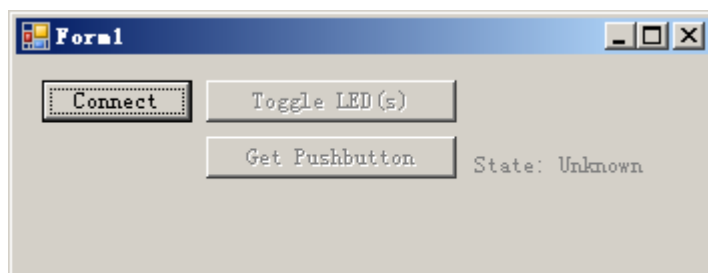 Form1
Connect
Toggle LED(s)
Get Pushbutton
State: Unknown